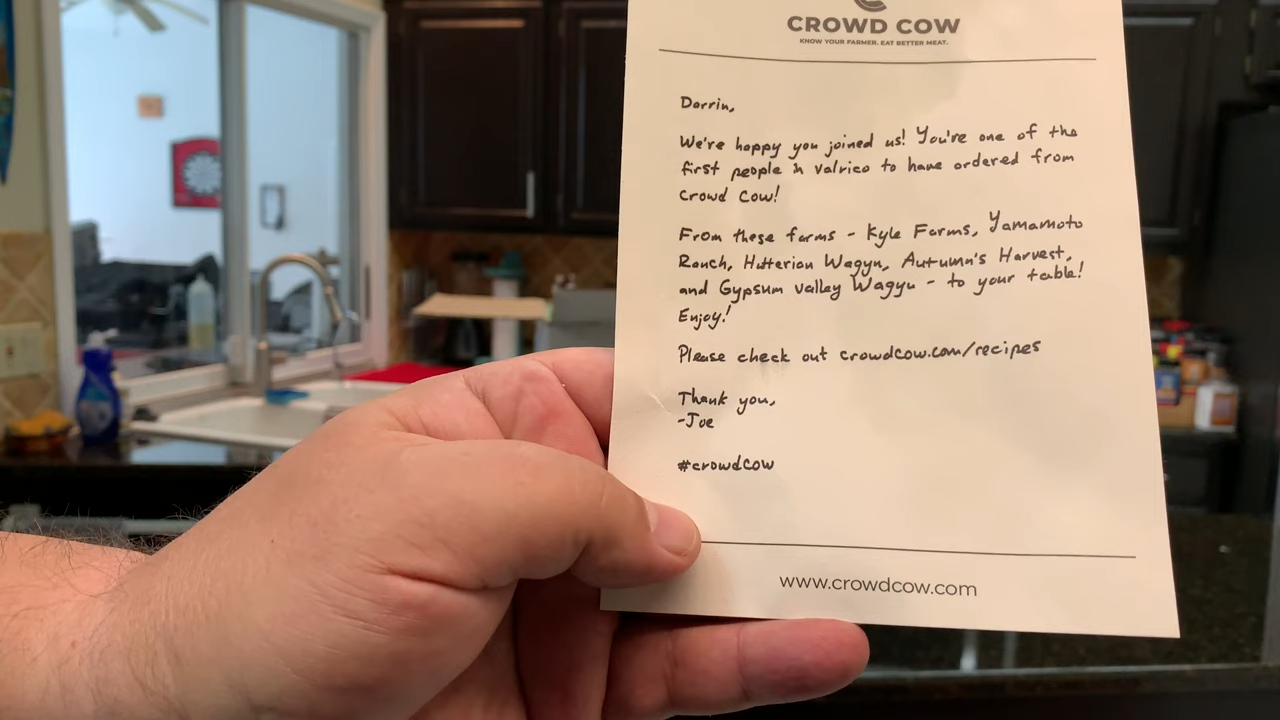 CROWD COW
KNOW YOUR FARMER. EAT BETTER MEAT.
Dorrin,
We're happy you joined us! You're one of the
first people in Valrico to have ordered from
Crowd Cow!
From these farms - Kyle Farms, Yamamoto
Ranch, Hutterian Wagyu, Autumn's Harvest,
and Gypsum Valley Wagyu - to your table!
Enjoy!
Please check out crowdcow.com/recipes
Thank you,
-Joe
#crowdcow
www.crowdcow.com